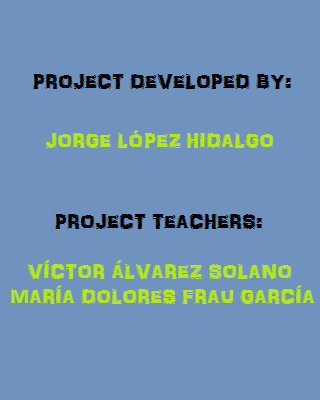 PROJECT DEVELOPED BY:
JORGE LÓPEZ HIDALGO
PROJECT TEACHERS:
VÍCTOR ÁLVAREZ SOLANO
MARÍA DOLORES FRAU GARCÍA